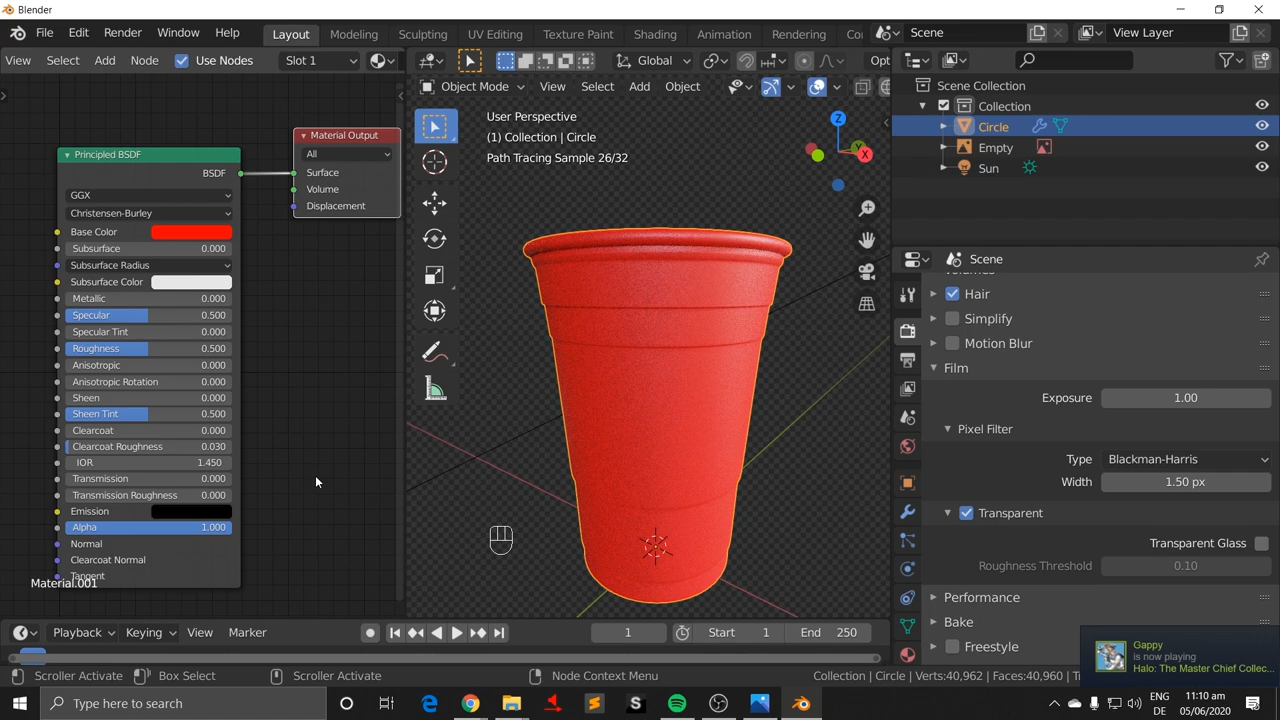 Blender
File Edit Render Window Help
Layout Modeling Sculpting UV Editing Texture Paint Shading Animation Rendering Co
Scene
View Layer
View Select Add Node Use Nodes Slot 1
Global
Opt
Object Mode View Select Add Object
User Perspective
(1) Collection | Circle
Path Tracing Sample 26/32
Z
Y
X
Principled BSDF
BSDF
GGX
Christensen-Burley
Base Color
Subsurface 0.000
Subsurface Radius
Subsurface Color
Metallic 0.000
Specular 0.500
Specular Tint 0.000
Roughness 0.500
Anisotropic 0.000
Anisotropic Rotation 0.000
Sheen 0.000
Sheen Tint 0.500
Clearcoat 0.000
Clearcoat Roughness 0.030
IOR 1.450
Transmission 0.000
Transmission Roughness 0.000
Emission
Alpha 1.000
Normal
Clearcoat Normal
Tangent
Material.001
Material Output
All
Surface
Volume
Displacement
Scene Collection
Collection
Circle
Empty
Sun
Scene
Volumes
Hair
Simplify
Motion Blur
Film
Exposure 1.00
Pixel Filter
Type Blackman-Harris
Width 1.50 px
Transparent
Transparent Glass
Roughness Threshold 0.10
Performance
Bake
Freestyle
Gappy
is now playing
Halo: The Master Chief Collec...
Playback Keying View Marker
1
Start 1
End 250
Scroller Activate Box Select Scroller Activate Node Context Menu
Collection | Circle | Verts:40,962 | Faces:40,960 | T
Type here to search
ENG
DE
11:10 am
05/06/2020